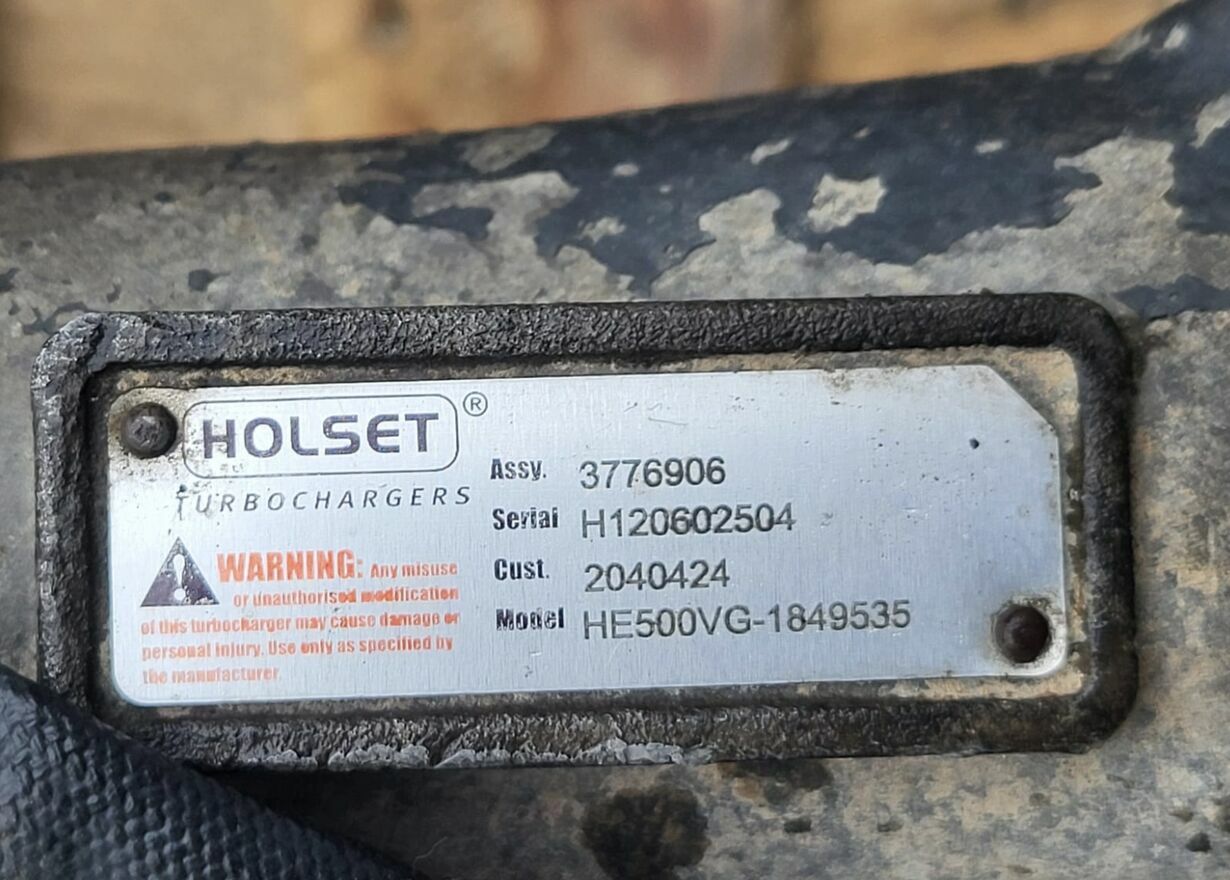 HOLSET®
TURBOCHARGERS
WARNING: Any misuse
or unauthorised modification
of this turbocharger may cause damage or
personal injury. Use only as specified by
the manufacturer.
Assy. 3776906
Serial H120602504
Cust. 2040424
Model HE500VG-1849535